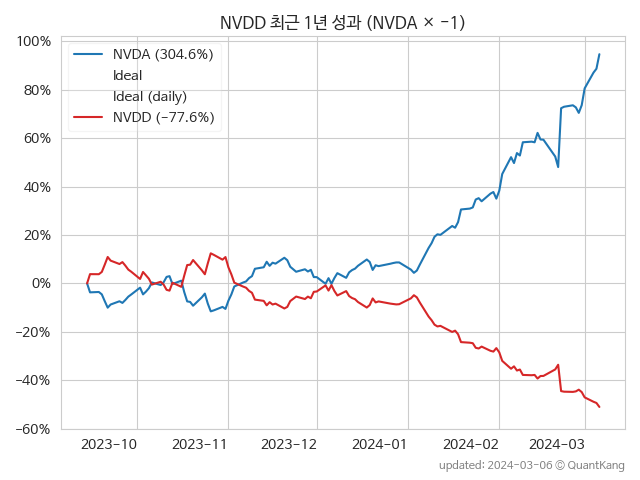 NVDD 최근 1년 성과 (NVDA × -1)
100%
80%
60%
40%
20%
0%
−20%
−40%
−60%
NVDA (304.6%)
Ideal
Ideal (daily)
NVDD (-77.6%)
2023-10
2023-11
2023-12
2024-01
2024-02
2024-03
updated: 2024-03-06 ⓒ QuantKang